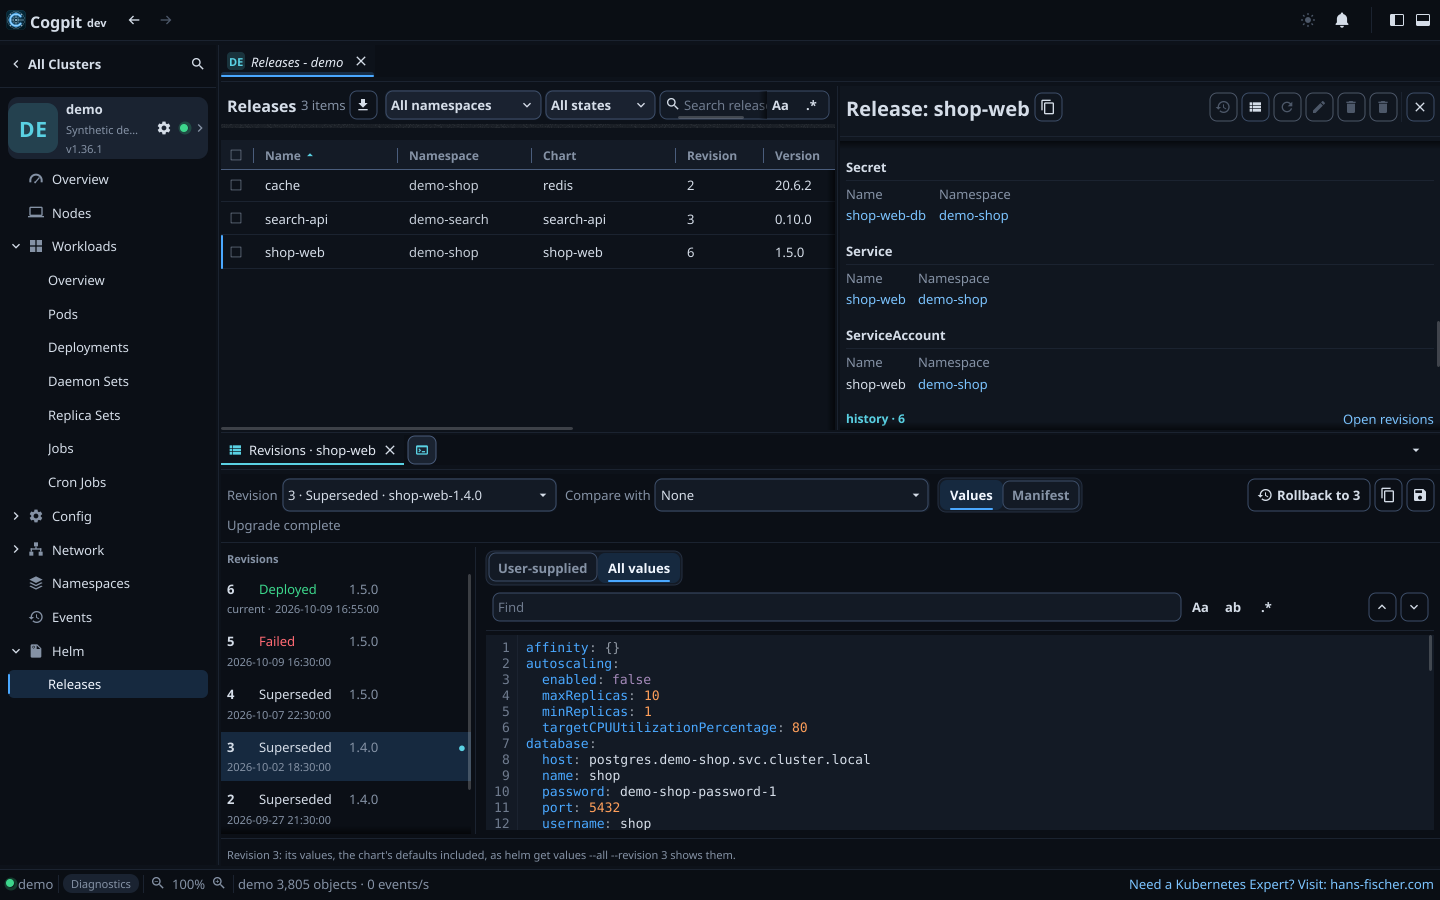 Cogpit dev
All Clusters
DE
demo
Synthetic de...
v1.36.1
Overview
Nodes
Workloads
Overview
Pods
Deployments
Daemon Sets
Replica Sets
Jobs
Cron Jobs
Config
Network
Namespaces
Events
Helm
Releases
DE Releases - demo
Releases 3 items All namespaces All states Search releas Aa .*
Name Namespace Chart Revision Version
cache demo-shop redis 2 20.6.2
search-api demo-search search-api 3 0.10.0
shop-web demo-shop shop-web 6 1.5.0
Release: shop-web
Secret
Name Namespace
shop-web-db demo-shop
Service
Name Namespace
shop-web demo-shop
ServiceAccount
Name Namespace
shop-web demo-shop
history · 6 Open revisions
Revisions · shop-web
Revision 3 · Superseded · shop-web-1.4.0 Compare with None Values Manifest Rollback to 3
Upgrade complete
Revisions
6 Deployed 1.5.0
current · 2026-10-09 16:55:00
5 Failed 1.5.0
2026-10-09 16:30:00
4 Superseded 1.5.0
2026-10-07 22:30:00
3 Superseded 1.4.0
2026-10-02 18:30:00
2 Superseded 1.4.0
2026-09-27 21:30:00
User-supplied All values
Find Aa ab .*
1 affinity: {}
2 autoscaling:
3 enabled: false
4 maxReplicas: 10
5 minReplicas: 1
6 targetCPUUtilizationPercentage: 80
7 database:
8 host: postgres.demo-shop.svc.cluster.local
9 name: shop
10 password: demo-shop-password-1
11 port: 5432
12 username: shop
Revision 3: its values, the chart's defaults included, as helm get values --all --revision 3 shows them.
demo Diagnostics 100% demo 3,805 objects · 0 events/s
Need a Kubernetes Expert? Visit: hans-fischer.com